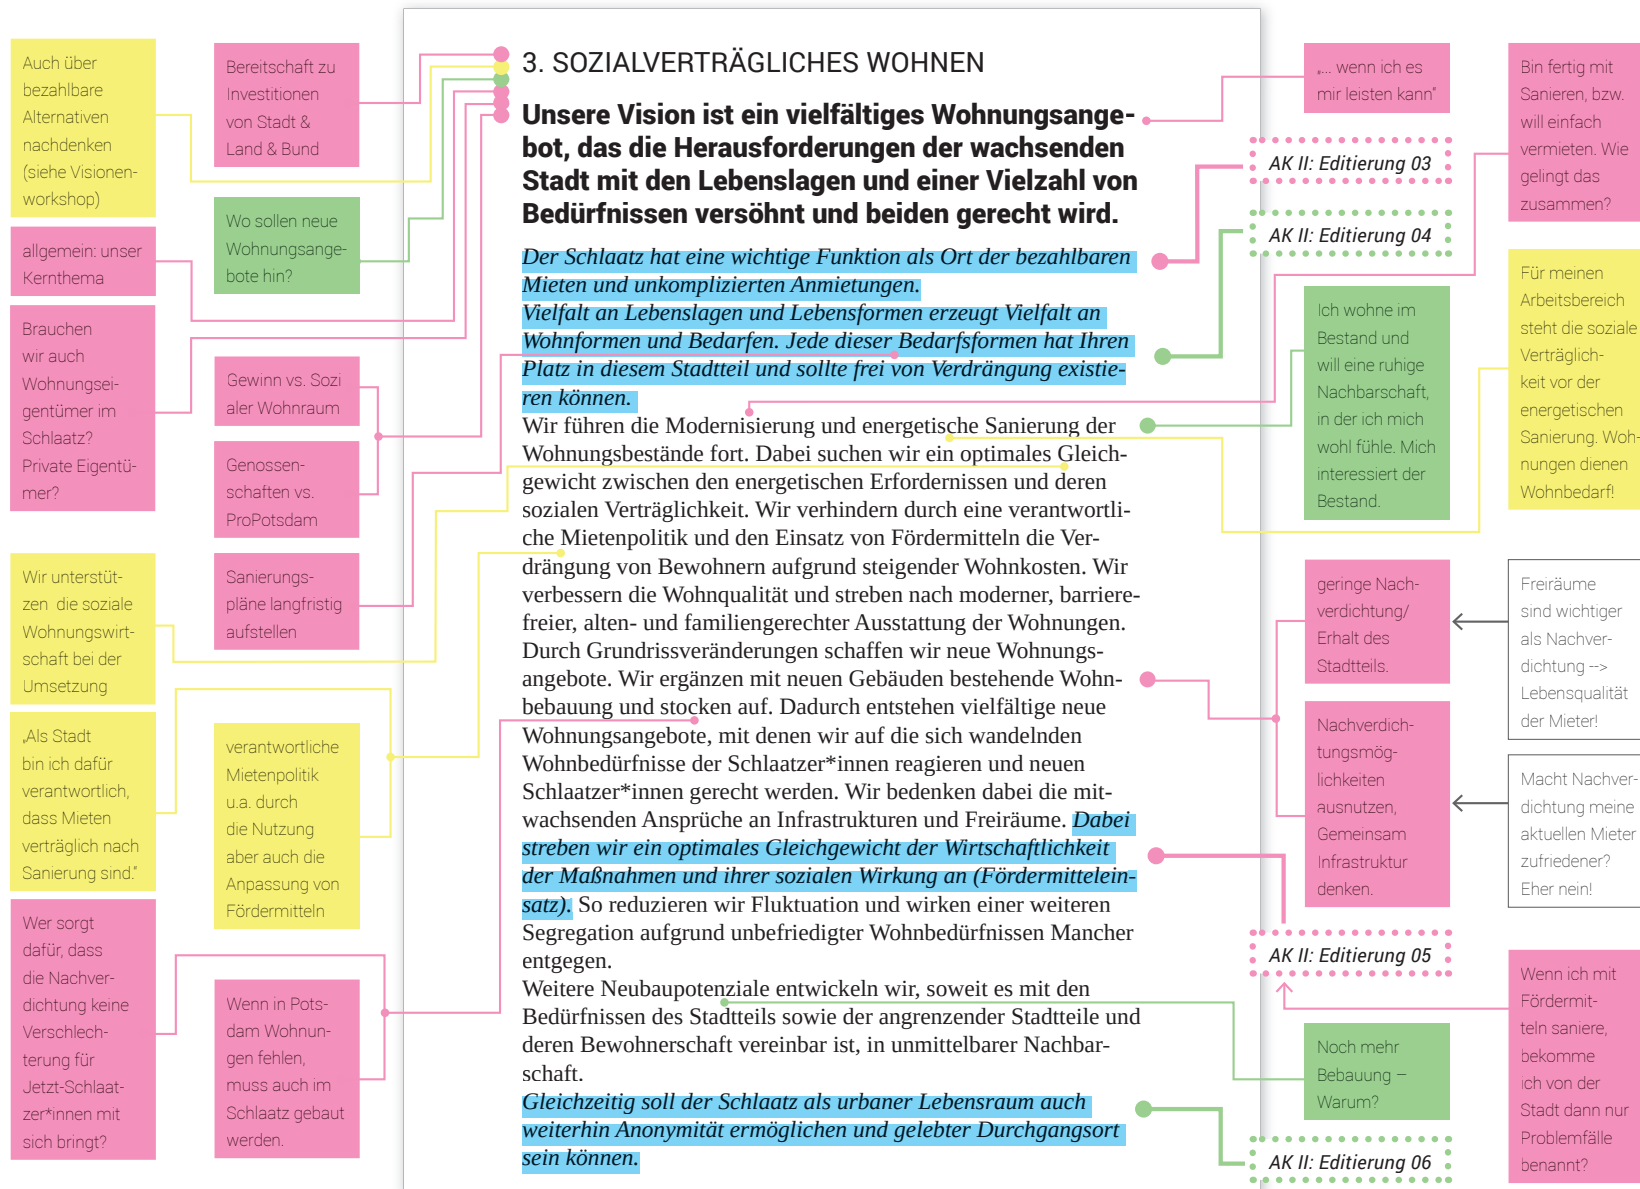 Auch über
bezahlbare
Alternativen
nachdenken
(siehe Visionen-
workshop)
allgemein: unser
Kernthema
Brauchen
wir auch
Wohnungsei-
gentümer im
Schlaatz?
Private Eigentü-
mer?
Wir unterstüt-
zen die soziale
Wohnungswirt-
schaft bei der
Umsetzung
„Als Stadt
bin ich dafür
verantwortlich,
dass Mieten
verträglich nach
Sanierung sind.“
Wer sorgt
dafür, dass
die Nachver-
dichtung keine
Verschlech-
terung für
Jetzt-Schlaat-
zer*innen mit
sich bringt?
Bereitschaft zu
Investitionen
von Stadt &
Land & Bund
Wo sollen neue
Wohnungsange-
bote hin?
Gewinn vs. Sozi
aler Wohnraum
Genossen-
schaften vs.
ProPotsdam
Sanierungs-
pläne langfristig
aufstellen
verantwortliche
Mietenpolitik
u.a. durch
die Nutzung
aber auch die
Anpassung von
Fördermitteln
Wenn in Pots-
dam Wohnun-
gen fehlen,
muss auch im
Schlaatz gebaut
werden.
3. SOZIALVERTRÄGLICHES WOHNEN
Unsere Vision ist ein vielfältiges Wohnungsange-
bot, das die Herausforderungen der wachsenden
Stadt mit den Lebenslagen und einer Vielzahl von
Bedürfnissen versöhnt und beiden gerecht wird.
Der Schlaatz hat eine wichtige Funktion als Ort der bezahlbaren
Mieten und unkomplizierten Anmietungen.
Vielfalt an Lebenslagen und Lebensformen erzeugt Vielfalt an
Wohnformen und Bedarfen. Jede dieser Bedarfsformen hat Ihren
Platz in diesem Stadtteil und sollte frei von Verdrängung existie-
ren können.
Wir führen die Modernisierung und energetische Sanierung der
Wohnungsbestände fort. Dabei suchen wir ein optimales Gleich-
gewicht zwischen den energetischen Erfordernissen und deren
sozialen Verträglichkeit. Wir verhindern durch eine verantwortli-
che Mietenpolitik und den Einsatz von Fördermitteln die Ver-
drängung von Bewohnern aufgrund steigender Wohnkosten. Wir
verbessern die Wohnqualität und streben nach moderner, barriere-
freier, alten- und familiengerechter Ausstattung der Wohnungen.
Durch Grundrissveränderungen schaffen wir neue Wohnungs-
angebote. Wir ergänzen mit neuen Gebäuden bestehende Wohn-
bebauung und stocken auf. Dadurch entstehen vielfältige neue
Wohnungsangebote, mit denen wir auf die sich wandelnden
Wohnbedürfnisse der Schlaatzer*innen reagieren und neuen
Schlaatzer*innen gerecht werden. Wir bedenken dabei die mit-
wachsenden Ansprüche an Infrastrukturen und Freiräume. Dabei
streben wir ein optimales Gleichgewicht der Wirtschaftlichkeit
der Maßnahmen und ihrer sozialen Wirkung an (Fördermittelein-
satz). So reduzieren wir Fluktuation und wirken einer weiteren
Segregation aufgrund unbefriedigter Wohnbedürfnissen Mancher
entgegen.
Weitere Neubaupotenziale entwickeln wir, soweit es mit den
Bedürfnissen des Stadtteils sowie der angrenzender Stadtteile und
deren Bewohnerschaft vereinbar ist, in unmittelbarer Nachbar-
schaft.
Gleichzeitig soll der Schlaatz als urbaner Lebensraum auch
weiterhin Anonymität ermöglichen und gelebter Durchgangsort
sein können.
„... wenn ich es
mir leisten kann“
AK II: Editierung 03
AK II: Editierung 04
Ich wohne im
Bestand und
will eine ruhige
Nachbarschaft,
in der ich mich
wohl fühle. Mich
interessiert der
Bestand.
geringe Nach-
verdichtung/
Erhalt des
Stadtteils.
Nachverdich-
tungsmög-
lichkeiten
ausnutzen,
Gemeinsam
Infrastruktur
denken.
AK II: Editierung 05
Noch mehr
Bebauung –
Warum?
AK II: Editierung 06
Bin fertig mit
Sanieren, bzw.
will einfach
vermieten. Wie
gelingt das
zusammen?
Für meinen
Arbeitsbereich
steht die soziale
Verträglich-
keit vor der
energetischen
Sanierung. Woh-
nungen dienen
Wohnbedarf!
Freiräume
sind wichtiger
als Nachver-
dichtung -->
Lebensqualität
der Mieter!
Macht Nachver-
dichtung meine
aktuellen Mieter
zufriedener?
Eher nein!
Wenn ich mit
Fördermit-
teln saniere,
bekomme
ich von der
Stadt dann nur
Problemfälle
benannt?